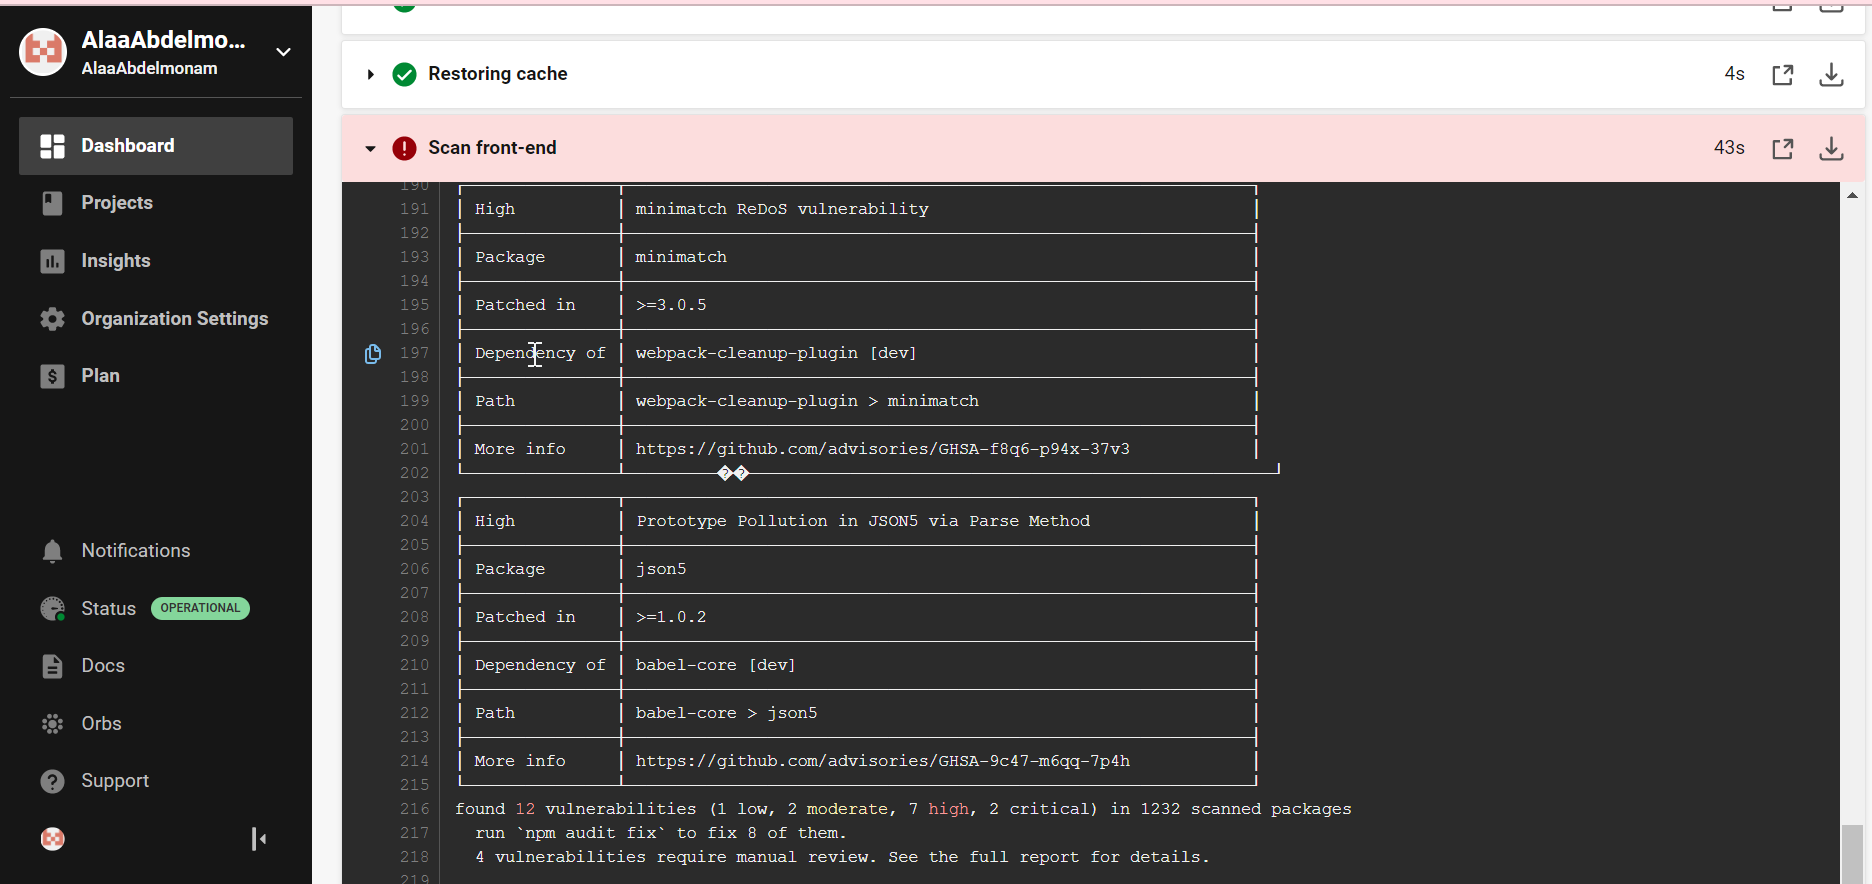 AlaaAbdelmo...
AlaaAbdelmonam
Dashboard
Projects
Insights
Organization Settings
Plan
Notifications
Status OPERATIONAL
Docs
Orbs
Support
Restoring cache 4s
Scan front-end 43s
190
191 High minimatch ReDoS vulnerability
192
193 Package minimatch
194
195 Patched in >=3.0.5
196
197 Dependency of webpack-cleanup-plugin [dev]
198
199 Path webpack-cleanup-plugin > minimatch
200
201 More info https://github.com/advisories/GHSA-f8q6-p94x-37v3
202 ��
203
204 High Prototype Pollution in JSON5 via Parse Method
205
206 Package json5
207
208 Patched in >=1.0.2
209
210 Dependency of babel-core [dev]
211
212 Path babel-core > json5
213
214 More info https://github.com/advisories/GHSA-9c47-m6qq-7p4h
215
216 found 12 vulnerabilities (1 low, 2 moderate, 7 high, 2 critical) in 1232 scanned packages
217 run `npm audit fix` to fix 8 of them.
218 4 vulnerabilities require manual review. See the full report for details.
219